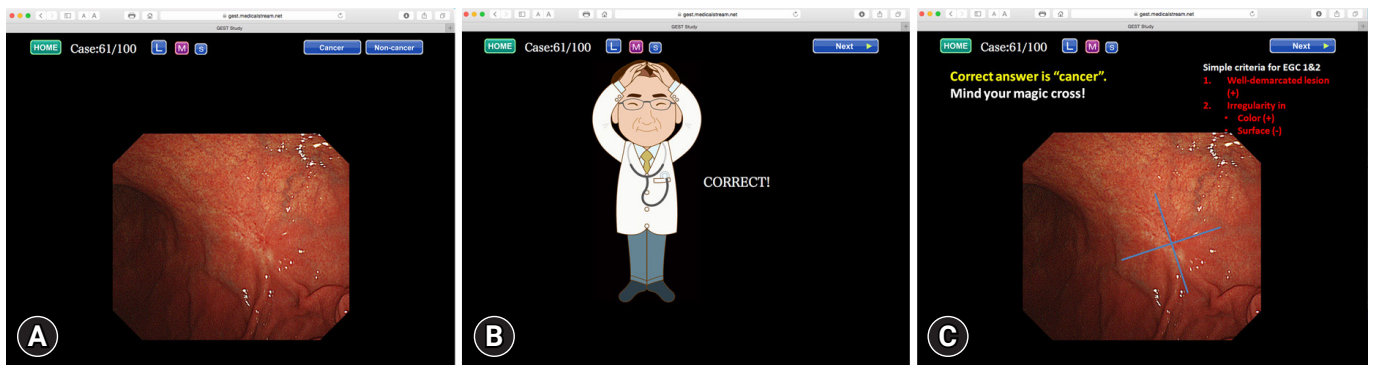 A A
gest.medicalstream.net
GEST Study
HOME Case:61/100 L M S Cancer Non-cancer
A
A A
gest.medicalstream.net
GEST Study
HOME Case:61/100 L M S Next
CORRECT!
B
A A
gest.medicalstream.net
GEST Study
HOME Case:61/100 L M S Next
Correct answer is “cancer”.
Mind your magic cross!
Simple criteria for EGC 1&2
1. Well-demarcated lesion
(+)
2. Irregularity in
• Color (+)
• Surface (-)
C